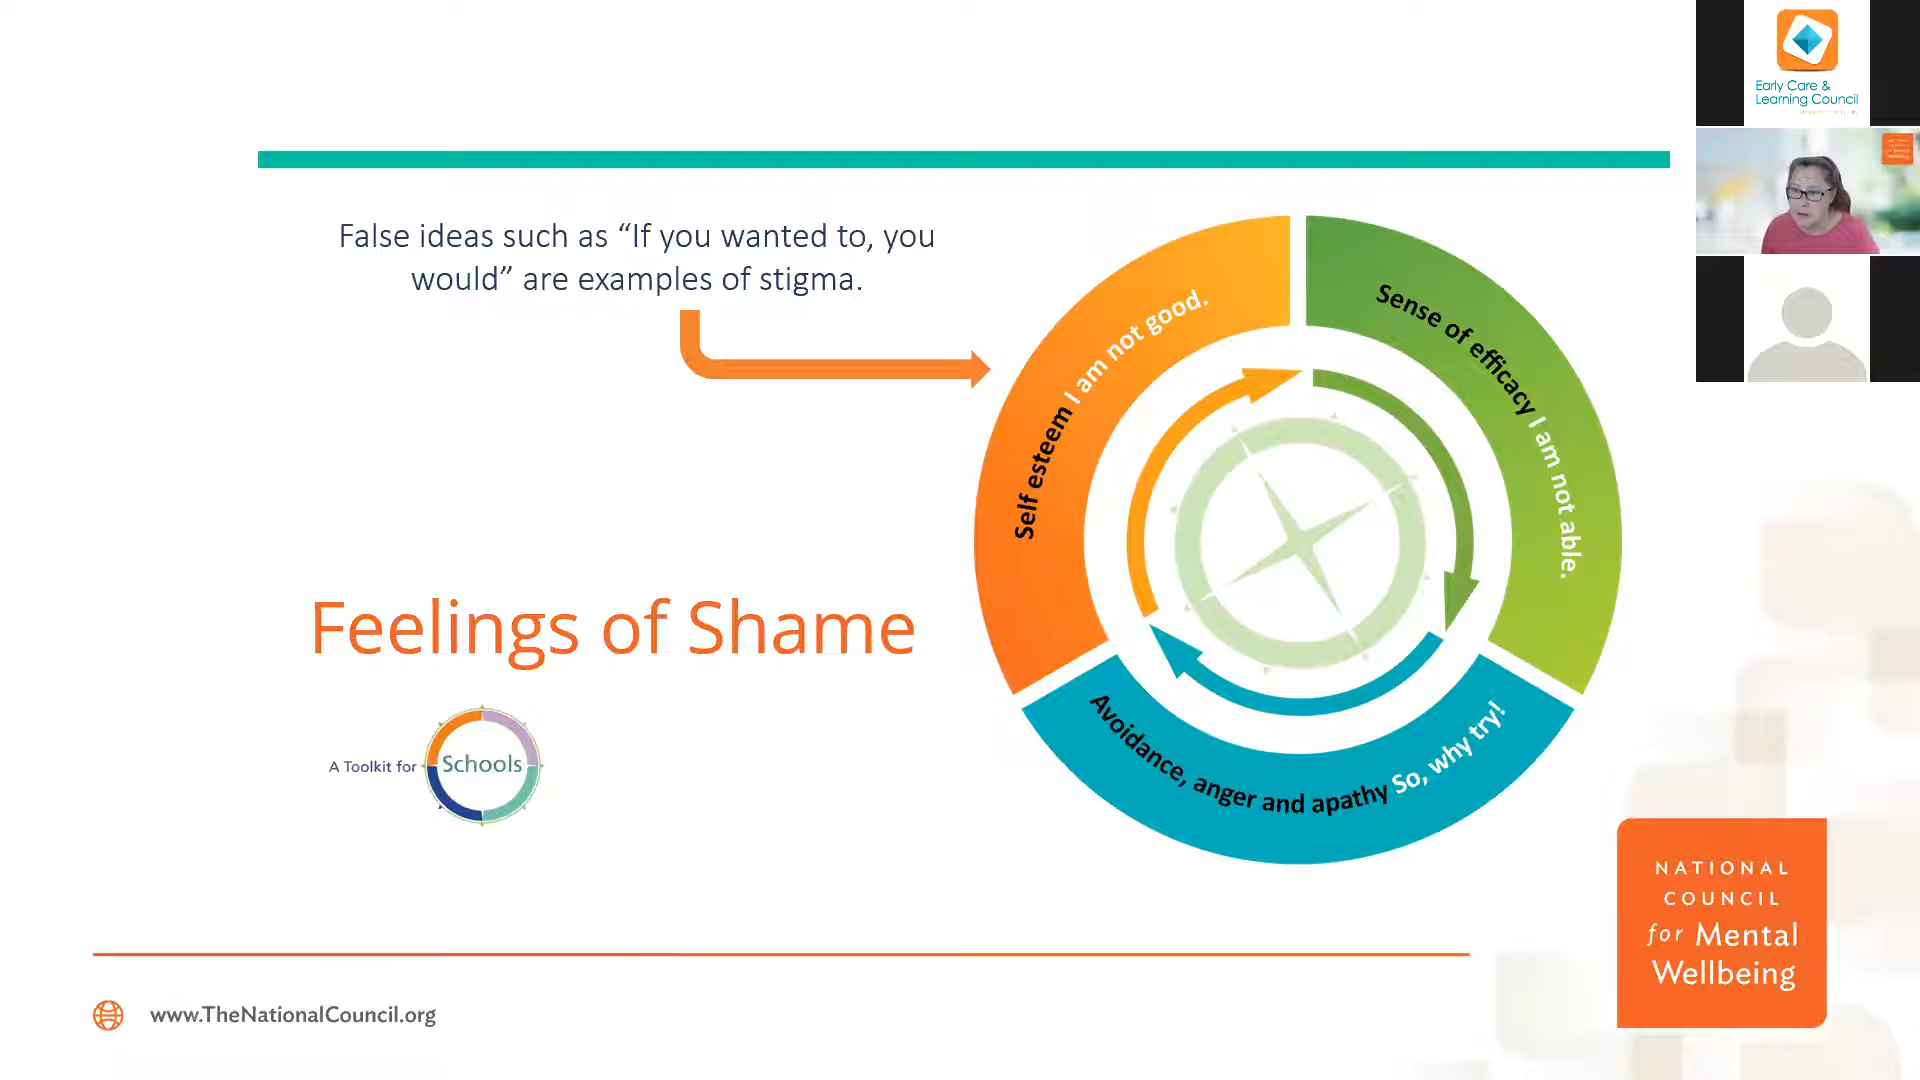 False ideas such as “If you wanted to, you
would” are examples of stigma.
Self esteem I am not good.
Sense of efficacy I am not able.
Avoidance, anger and apathy So, why try!
Feelings of Shame
A Toolkit for Schools
www.TheNationalCouncil.org
NATIONAL
COUNCIL
for Mental
Wellbeing
Early Care &
Learning Council